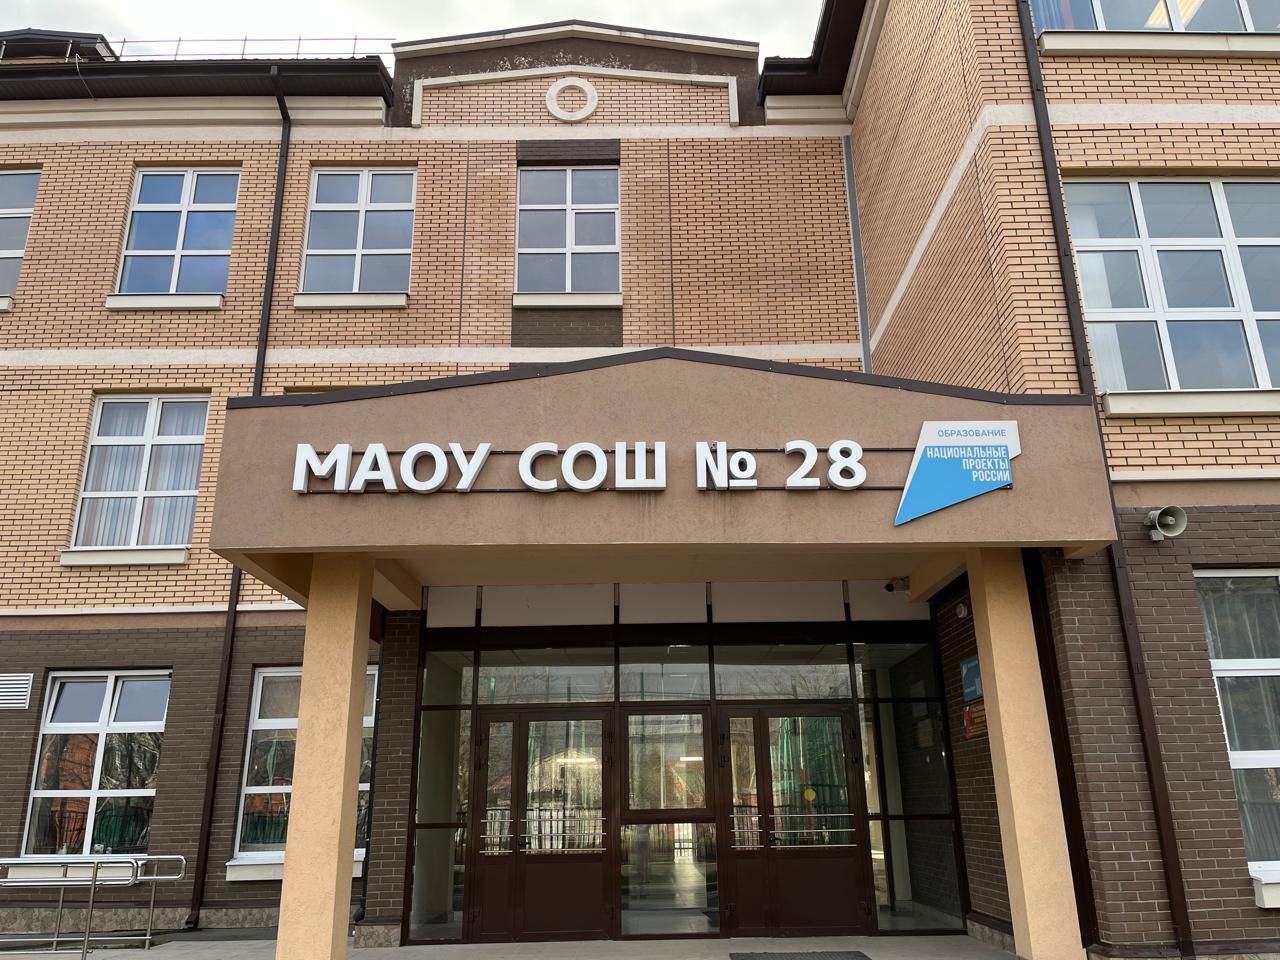 МАОУ СОШ № 28
ОБРАЗОВАНИЕ
НАЦИОНАЛЬНЫЕ
ПРОЕКТЫ
РОССИИ